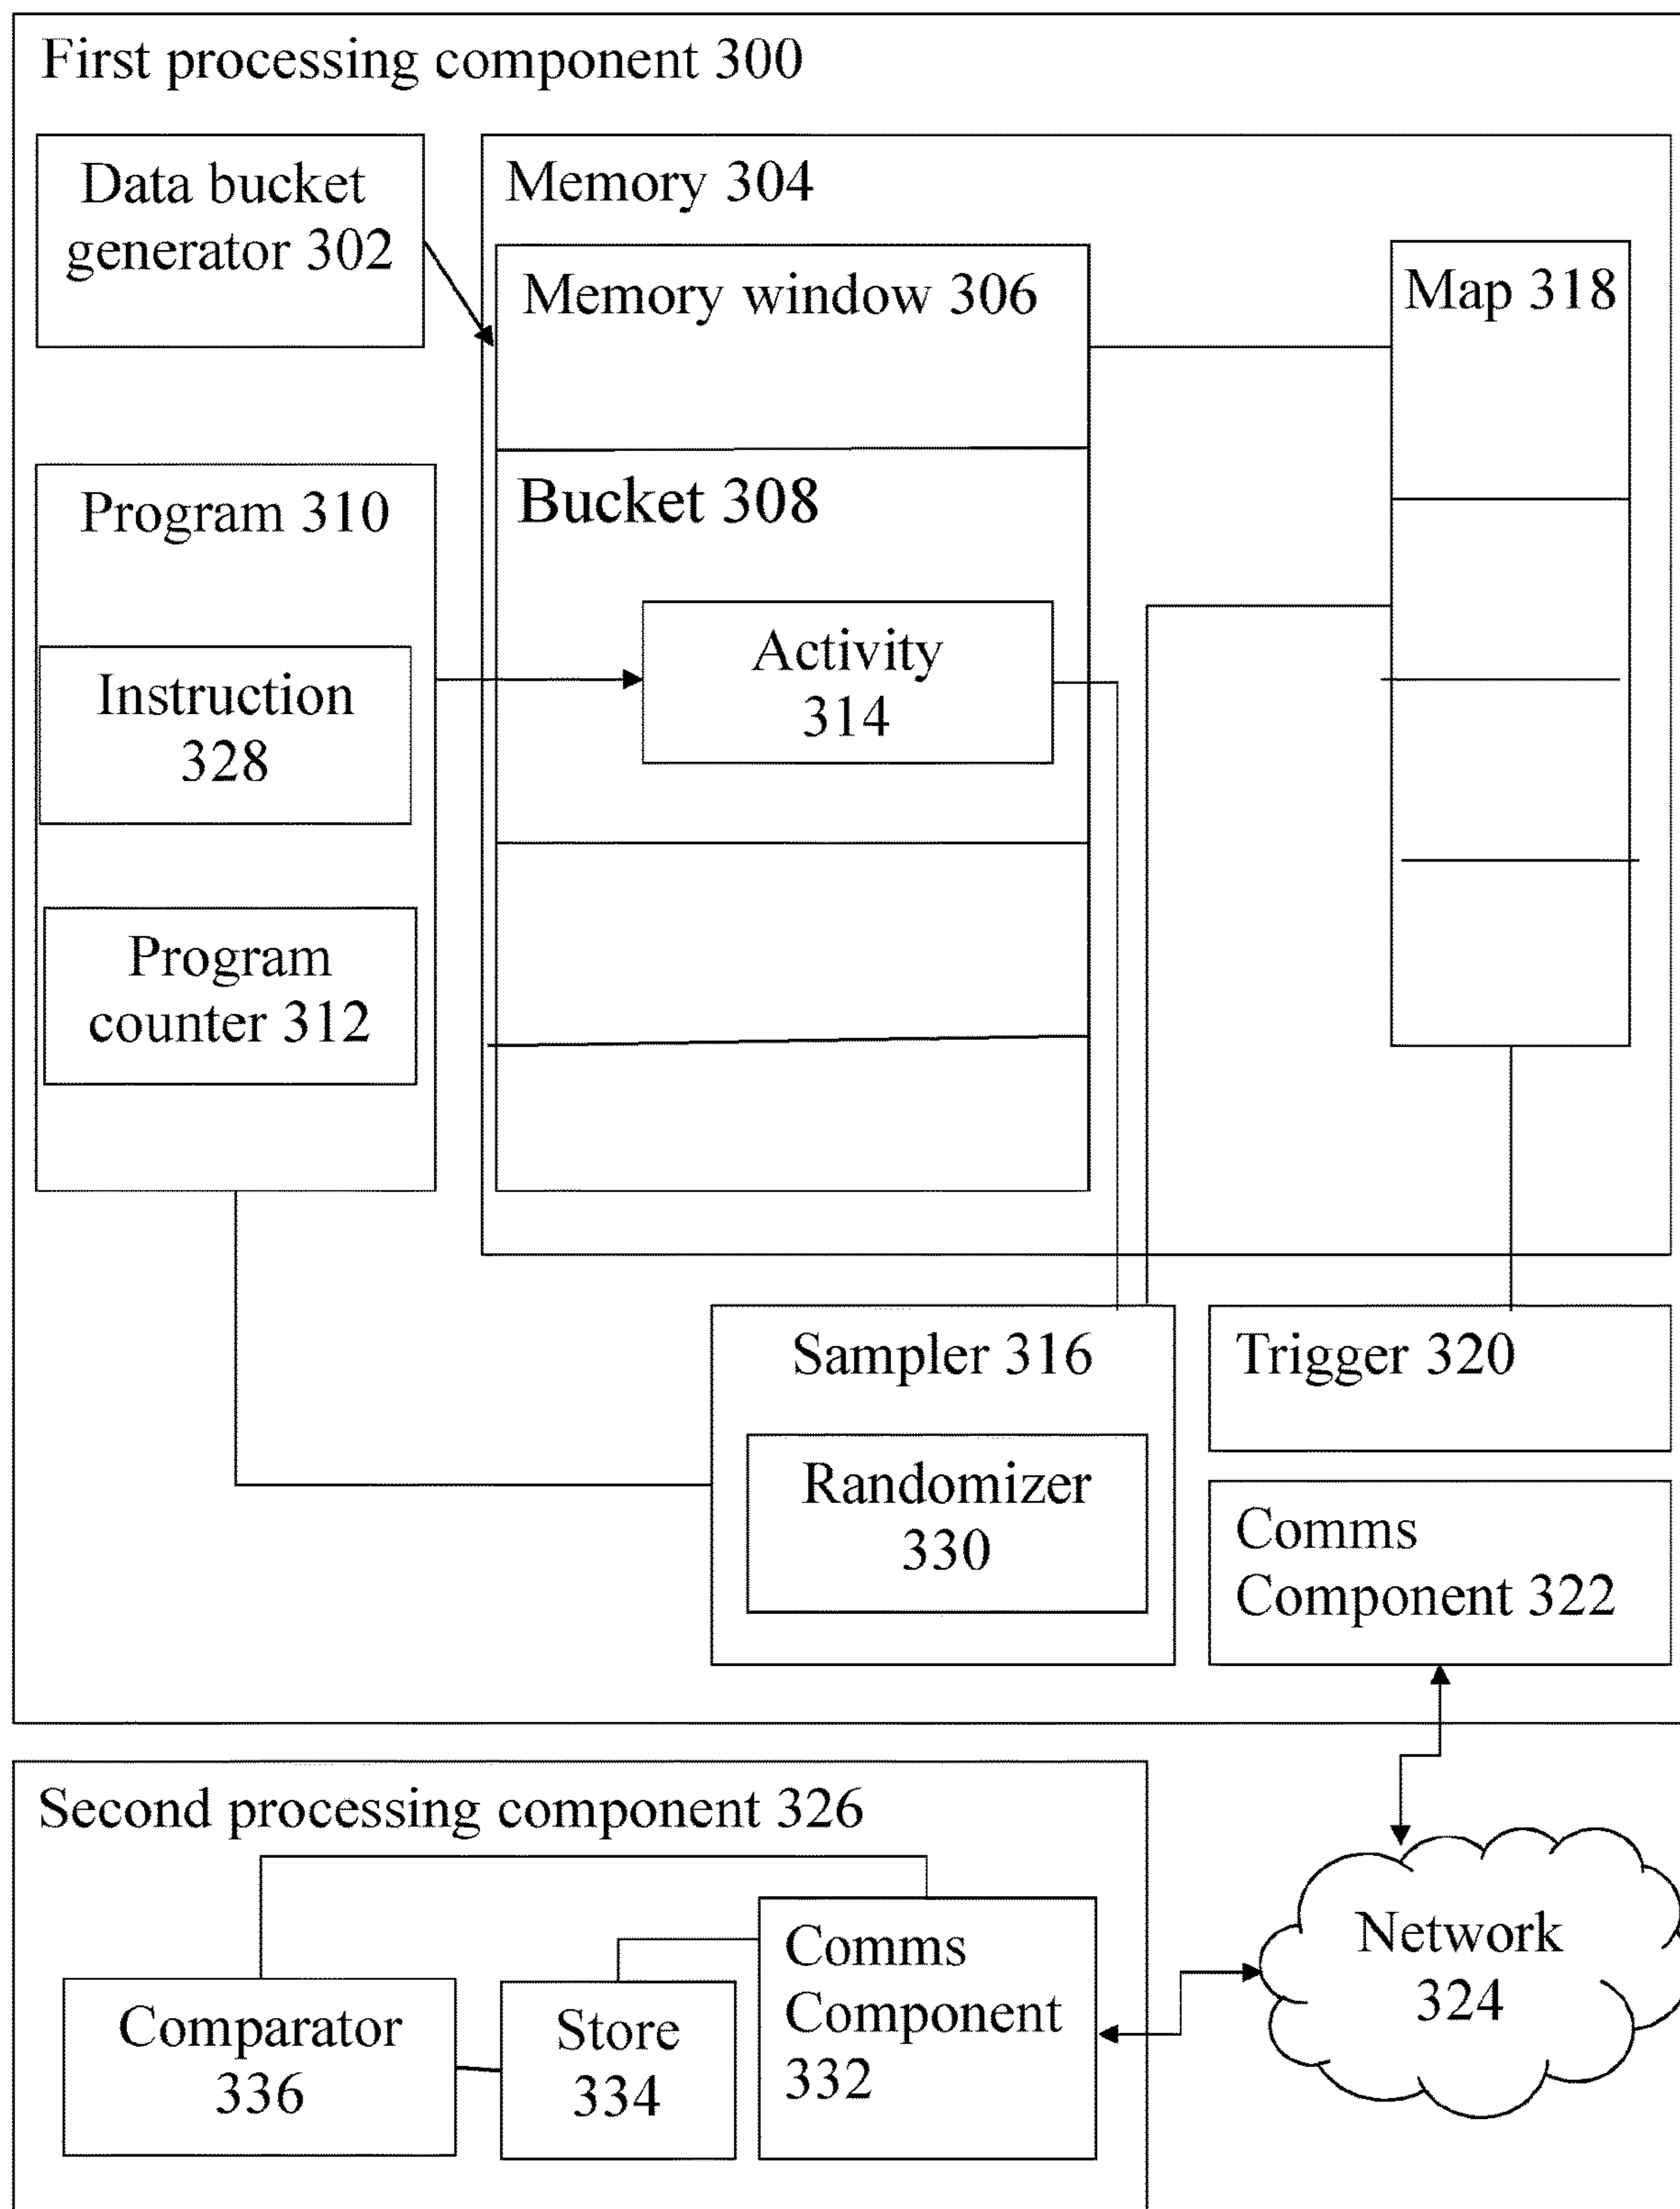 First processing component 300
Data bucket
generator 302
Memory 304
Memory window 306
Map 318
Bucket 308
Program 310
Activity
314
Instruction
328
Program
counter 312
Sampler 316
Randomizer
330
Trigger 320
Comms
Component 322
Second processing component 326
Comparator
336
Store
334
Comms
Component
332
Network
324